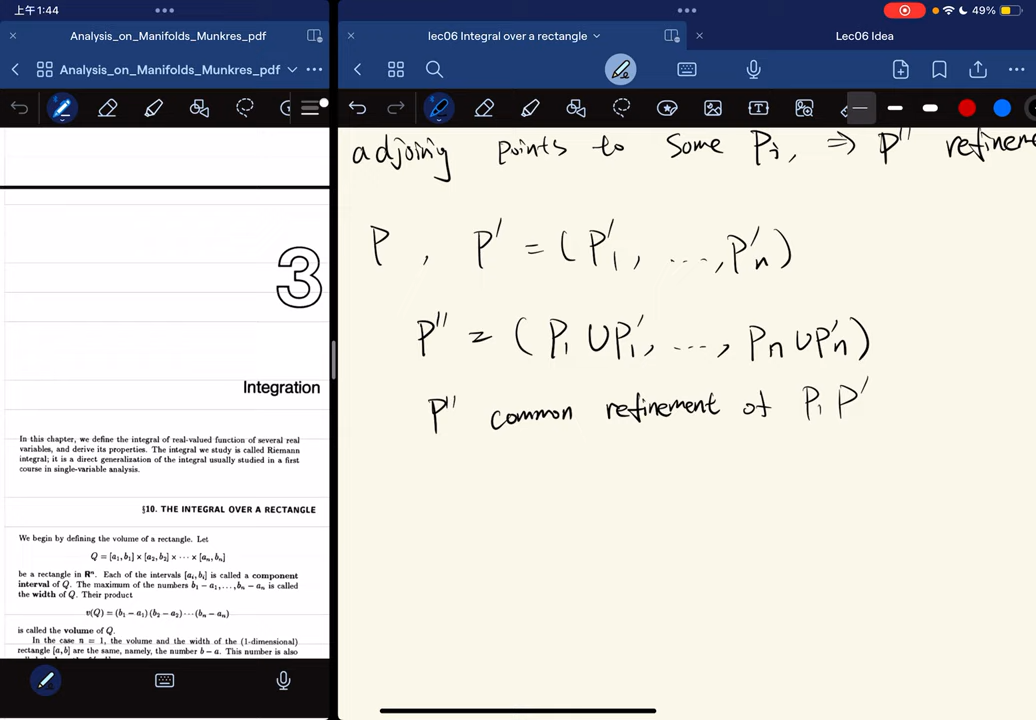 上午1:44
49%
Analysis_on_Manifolds_Munkres_pdf
lec06 Integral over a rectangle
Lec06 Idea
Analysis_on_Manifolds_Munkres_pdf
adjoing points to some Pi, ⇒ P'' refinem
P, P' = (P'1, ..., P'n)
P'' = (P1 ∪ P'1, ..., Pn ∪ P'n)
P'' common refinement of P, P'
3
Integration
In this chapter, we define the integral of real-valued function of several real
variables, and derive its properties. The integral we study is called Riemann
integral; it is a direct generalization of the integral usually studied in a first
course in single-variable analysis.
§10. THE INTEGRAL OVER A RECTANGLE
We begin by defining the volume of a rectangle. Let
Q = [a1, b1] × [a2, b2] × ··· × [an, bn]
be a rectangle in Rⁿ. Each of the intervals [ai, bi] is called a component
interval of Q. The maximum of the numbers b1 − a1, ..., bn − an is called
the width of Q. Their product
v(Q) = (b1 − a1)(b2 − a2) ··· (bn − an)
is called the volume of Q.
In the case n = 1, the volume and the width of the (1-dimensional)
rectangle [a, b] are the same, namely, the number b − a. This number is also